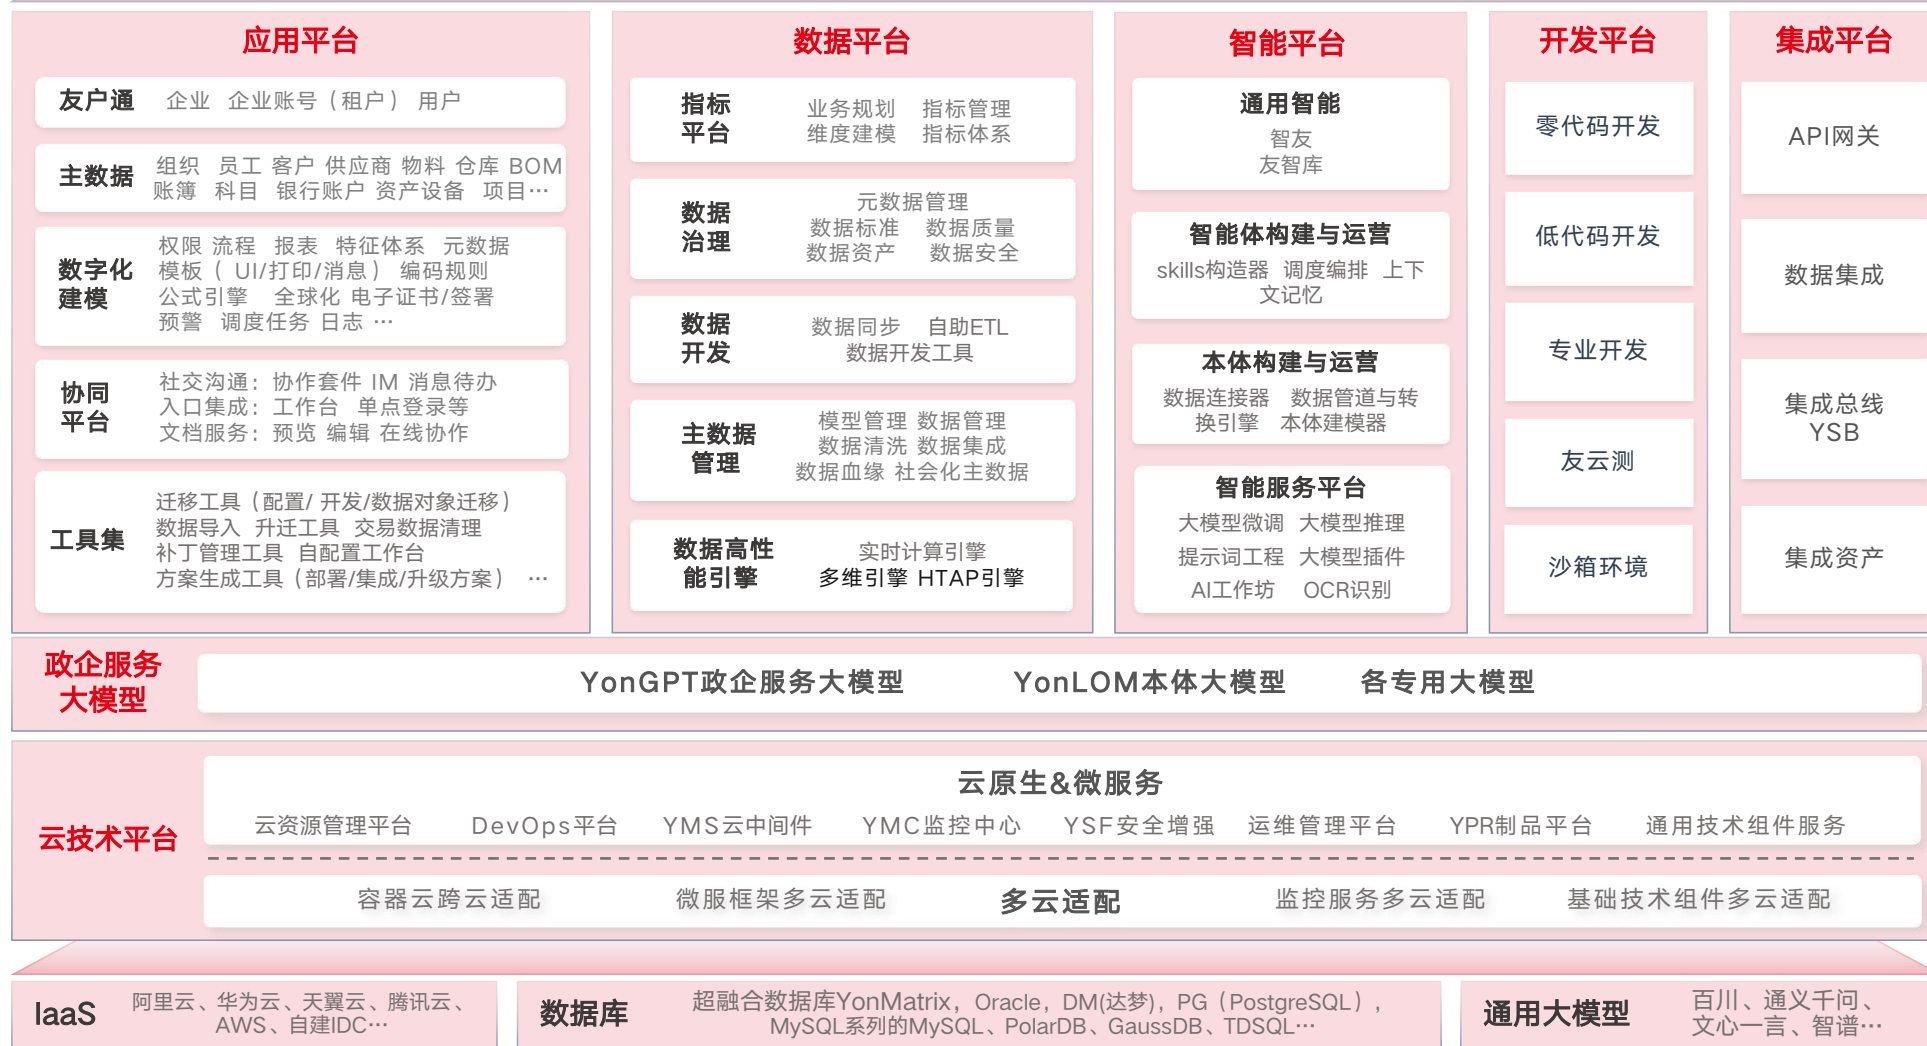 应用平台
友户通 企业 企业账号（租户） 用户
主数据
组织 员工 客户 供应商 物料 仓库 BOM
账簿 科目 银行账户 资产设备 项目…
数字化
建模
权限 流程 报表 特征体系 元数据
模板（ UI/打印/消息） 编码规则
公式引擎 全球化 电子证书/签署
预警 调度任务 日志 …
协同
平台
社交沟通：协作套件 IM 消息待办
入口集成：工作台 单点登录等
文档服务：预览 编辑 在线协作
工具集
迁移工具（配置/ 开发/数据对象迁移）
数据导入 升迁工具 交易数据清理
补丁管理工具 自配置工作台
方案生成工具（部署/集成/升级方案） …
数据平台
指标
平台
业务规划 指标管理
维度建模 指标体系
数据
治理
元数据管理
数据标准 数据质量
数据资产 数据安全
数据
开发
数据同步 自助ETL
数据开发工具
主数据
管理
模型管理 数据管理
数据清洗 数据集成
数据血缘 社会化主数据
数据高性
能引擎
实时计算引擎
多维引擎 HTAP引擎
智能平台
通用智能
智友
友智库
智能体构建与运营
skills构造器 调度编排 上下
文记忆
本体构建与运营
数据连接器 数据管道与转
换引擎 本体建模器
智能服务平台
大模型微调 大模型推理
提示词工程 大模型插件
AI工作坊 OCR识别
开发平台
零代码开发
低代码开发
专业开发
友云测
沙箱环境
集成平台
API网关
数据集成
集成总线
YSB
集成资产
政企服务
大模型
YonGPT政企服务大模型 YonLOM本体大模型 各专用大模型
云技术平台
云原生&微服务
云资源管理平台 DevOps平台 YMS云中间件 YMC监控中心 YSF安全增强 运维管理平台 YPR制品平台 通用技术组件服务
容器云跨云适配 微服框架多云适配 多云适配 监控服务多云适配 基础技术组件多云适配
IaaS
阿里云、华为云、天翼云、腾讯云、
AWS、自建IDC…
数据库
超融合数据库YonMatrix，Oracle，DM(达梦)，PG（PostgreSQL），
MySQL系列的MySQL、PolarDB、GaussDB、TDSQL…
通用大模型
百川、通义千问、
文心一言、智谱…